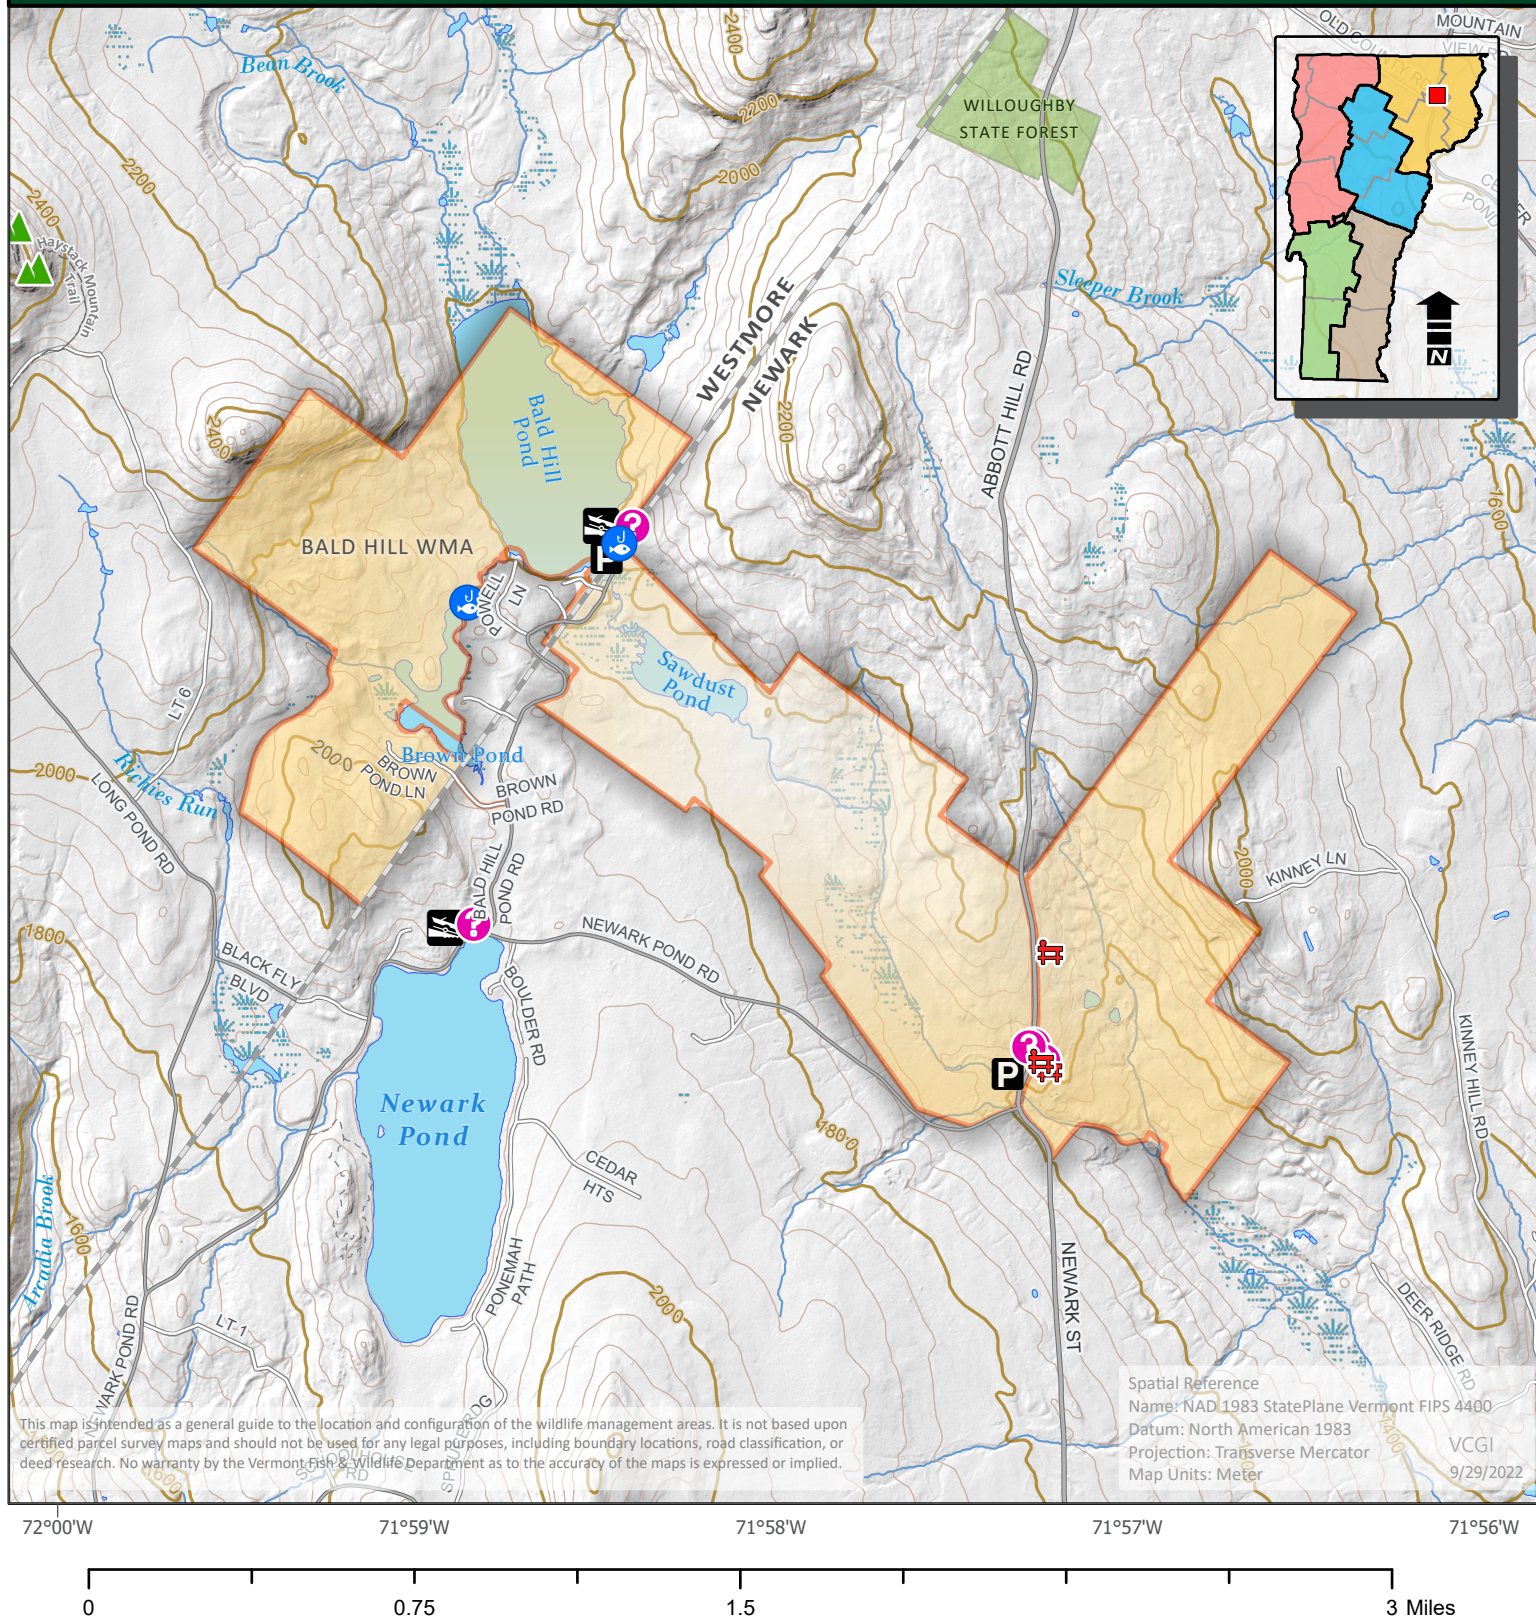 OLD COUNTY RD
MOUNTAIN
VIEW RD
2400
Bean Brook
WILLOUGHBY
STATE FOREST
2200
2000
2200
2400
CENTER
POND
Haystack Mountain
Trail
Sleeper Brook
WESTMORE
NEWARK
N
ABBOTT HILL RD
2200
2400
Bald Hill
Pond
1600
BALD HILL WMA
?
P
POWELL
LN
LT 6
Sawdust
Pond
2000
2000
Brown Pond
BROWN
POND LN
BROWN
POND RD
Richies Run
LONG POND RD
BALD HILL
POND RD
2000
KINNEY LN
?
NEWARK POND RD
1800
BLACK FLY
BLVD
BOULDER RD
KINNEY HILL RD
?
P
Newark
Pond
1800
CEDAR
HTS
Arcadia Brook
1600
PONEMAH
PATH
NEWARK ST
2000
DEER RIDGE RD
LT 1
NEWARK POND RD
1400
Spatial Reference
Name: NAD 1983 StatePlane Vermont FIPS 4400
Datum: North American 1983
Projection: Transverse Mercator
Map Units: Meter
VCGI
9/29/2022
This map is intended as a general guide to the location and configuration of the wildlife management areas. It is not based upon
certified parcel survey maps and should not be used for any legal purposes, including boundary locations, road classification, or
deed research. No warranty by the Vermont Fish & Wildlife Department as to the accuracy of the maps is expressed or implied.
1600
RD
72°00'W
71°59'W
71°58'W
71°57'W
71°56'W
0
0.75
1.5
3 Miles